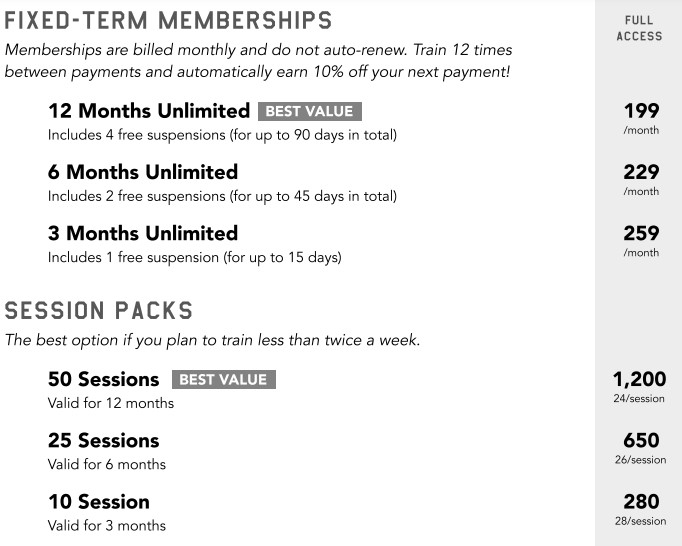 FIXED-TERM MEMBERSHIPS
FULL
ACCESS
Memberships are billed monthly and do not auto-renew. Train 12 times
between payments and automatically earn 10% off your next payment!
12 Months Unlimited BEST VALUE
199
Includes 4 free suspensions (for up to 90 days in total)
/month
6 Months Unlimited
229
Includes 2 free suspensions (for up to 45 days in total)
/month
3 Months Unlimited
259
Includes 1 free suspension (for up to 15 days)
/month
SESSION PACKS
The best option if you plan to train less than twice a week.
50 Sessions BEST VALUE
1,200
Valid for 12 months
24/session
25 Sessions
650
Valid for 6 months
26/session
10 Session
280
Valid for 3 months
28/session